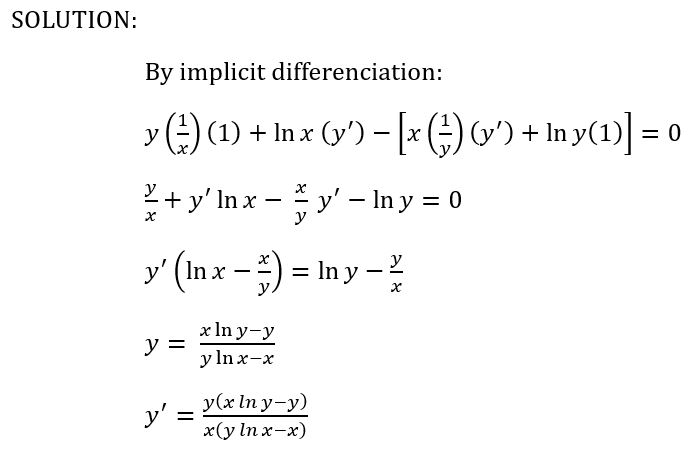 SOLUTION:
By implicit differenciation:
y (1/x) (1) + ln x (y′) − [x (1/y) (y′) + ln y(1)] = 0
y/x + y′ ln x − x/y y′ − ln y = 0
y′ (ln x − x/y) = ln y − y/x
y = (x ln y−y)/(y ln x−x)
y′ = y(x ln y−y)/x(y ln x−x)